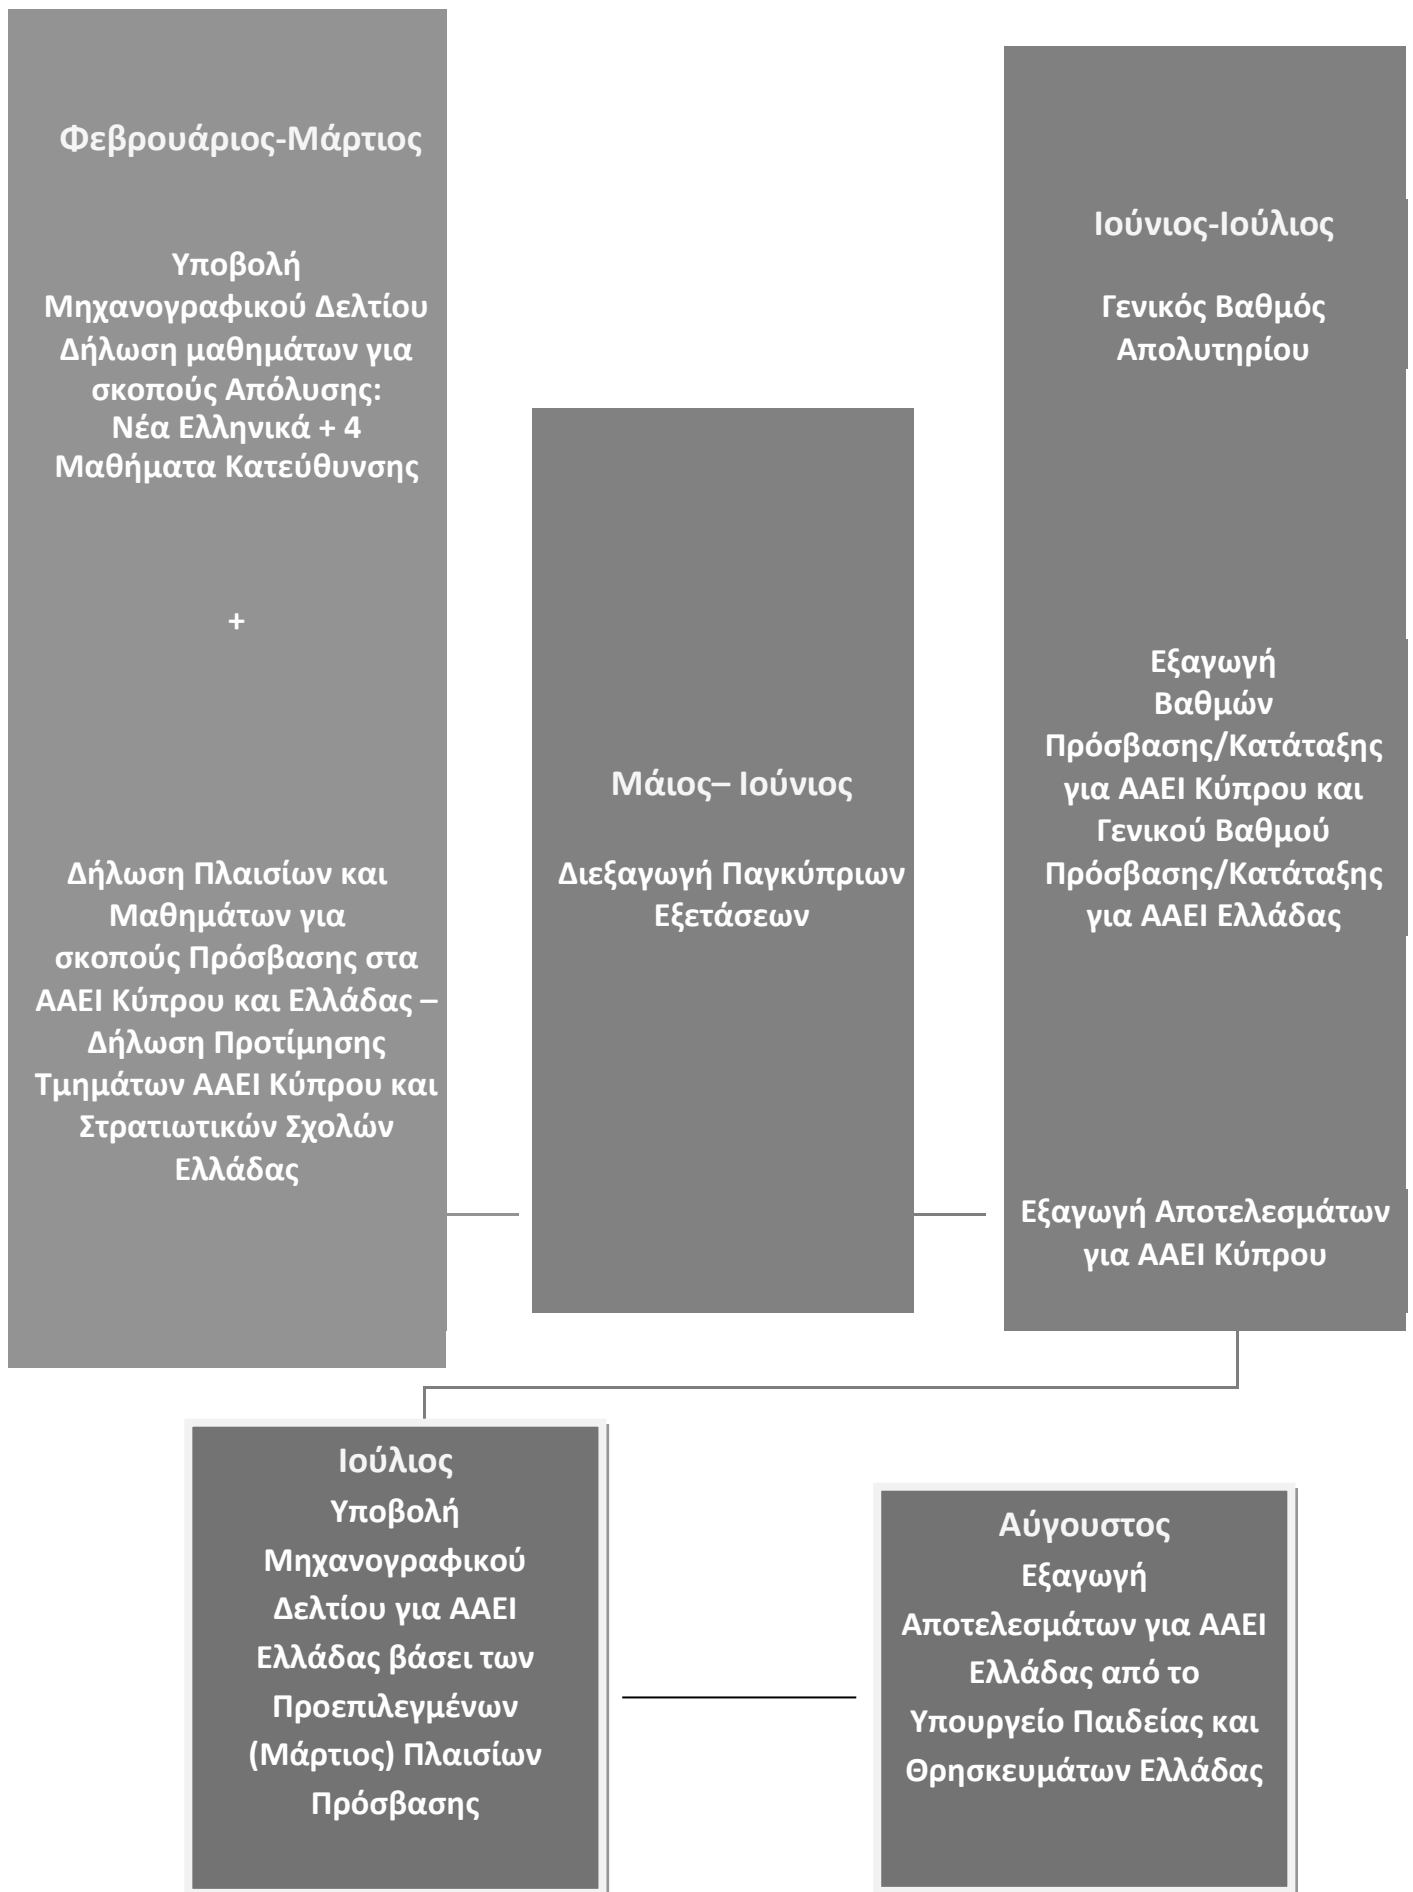 Φεβρουάριος-Μάρτιος
Υποβολή
Μηχανογραφικού Δελτίου
Δήλωση μαθημάτων για
σκοπούς Απόλυσης:
Νέα Ελληνικά + 4
Μαθήματα Κατεύθυνσης
+
Δήλωση Πλαισίων και
Μαθημάτων για
σκοπούς Πρόσβασης στα
ΑΑΕΙ Κύπρου και Ελλάδας –
Δήλωση Προτίμησης
Τμημάτων ΑΑΕΙ Κύπρου και
Στρατιωτικών Σχολών
Ελλάδας
Μάιος– Ιούνιος
Διεξαγωγή Παγκύπριων
Εξετάσεων
Ιούνιος-Ιούλιος
Γενικός Βαθμός
Απολυτηρίου
Εξαγωγή
Βαθμών
Πρόσβασης/Κατάταξης
για ΑΑΕΙ Κύπρου και
Γενικού Βαθμού
Πρόσβασης/Κατάταξης
για ΑΑΕΙ Ελλάδας
Εξαγωγή Αποτελεσμάτων
για ΑΑΕΙ Κύπρου
Ιούλιος
Υποβολή
Μηχανογραφικού
Δελτίου για ΑΑΕΙ
Ελλάδας βάσει των
Προεπιλεγμένων
(Μάρτιος) Πλαισίων
Πρόσβασης
Αύγουστος
Εξαγωγή
Αποτελεσμάτων για ΑΑΕΙ
Ελλάδας από το
Υπουργείο Παιδείας και
Θρησκευμάτων Ελλάδας